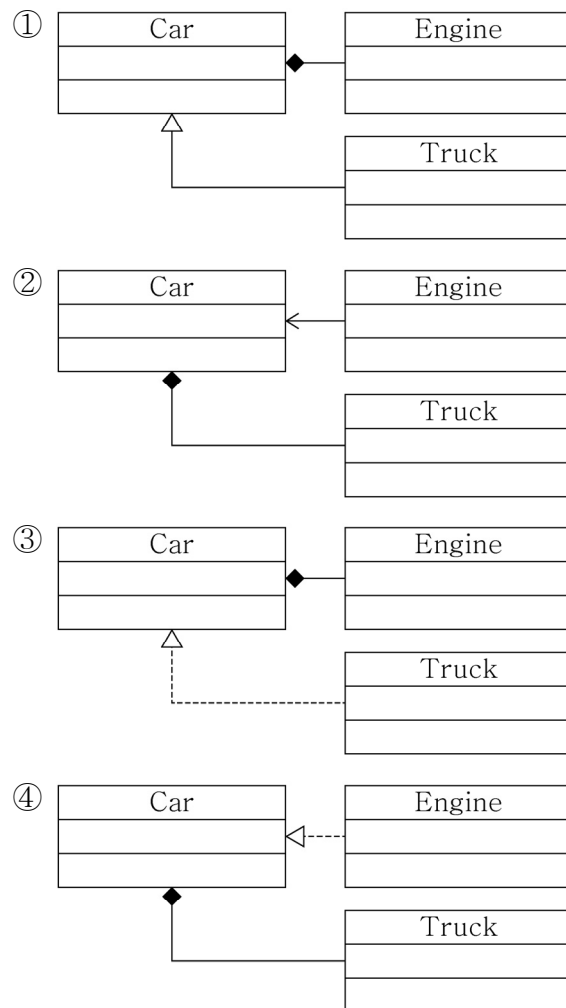 ① Car Engine
Truck
② Car Engine
Truck
③ Car Engine
Truck
④ Car Engine
Truck